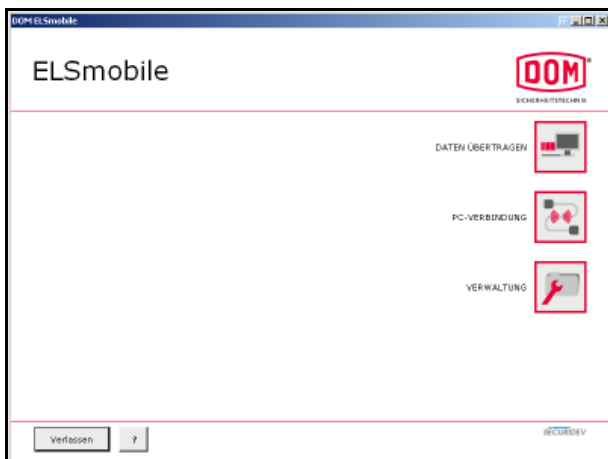 DOM ELSmobile
ELSmobile
DOM
SICHERHEITSTECHNIK
DATEN ÜBERTRAGEN
PC-VERBINDUNG
VERWALTUNG
Verlassen
?
SECURIDEV